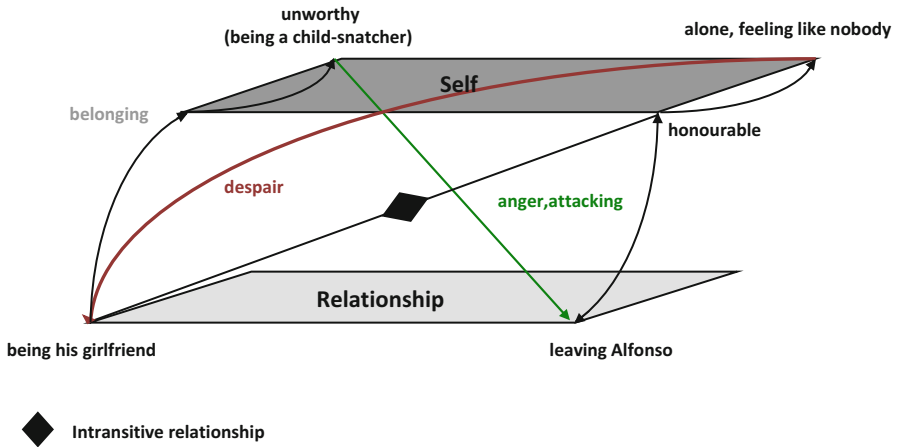 unworthy
(being a child-snatcher)
alone, feeling like nobody
Self
belonging
honourable
despair
anger,attacking
Relationship
being his girlfriend
leaving Alfonso
Intransitive relationship